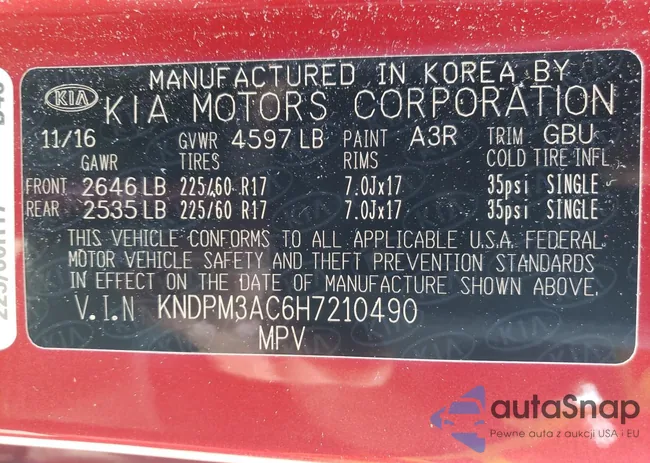 MANUFACTURED IN KOREA BY
KIA KIA MOTORS CORPORATION
11/16 GVWR 4597 LB PAINT A3R TRIM GBU
GAWR TIRES RIMS COLD TIRE INFL
FRONT 2646 LB 225/60 R17 7.0Jx17 35psi SINGLE
REAR 2535 LB 225/60 R17 7.0Jx17 35psi SINGLE
THIS VEHICLE CONFORMS TO ALL APPLICABLE U.S.A. FEDERAL
MOTOR VEHICLE SAFETY AND THEFT PREVENTION STANDARDS
IN EFFECT ON THE DATE OF MANUFACTURE SHOWN ABOVE.
V.I.N KNDPM3AC6H7210490
MPV
autaSnap
Pewne auta z aukcji USA i EU